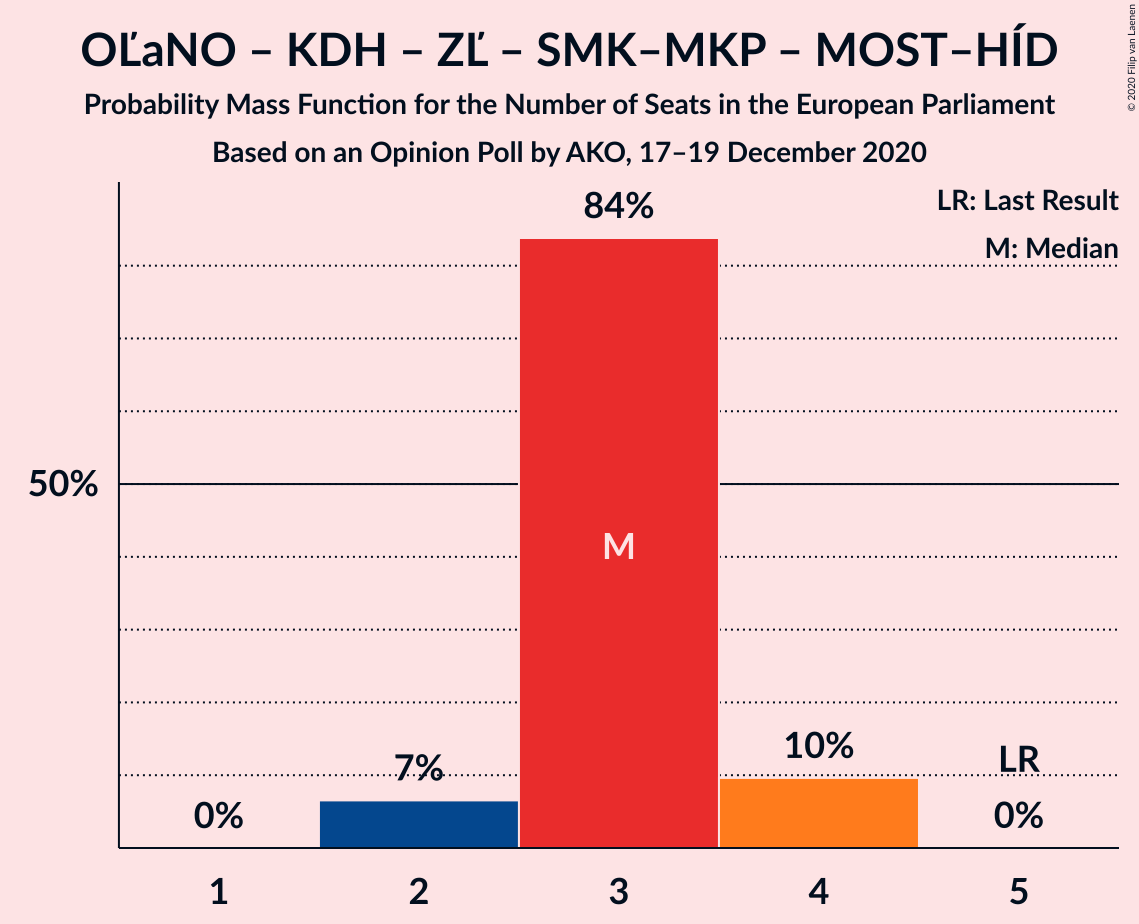 OĽaNO – KDH – ZĽ – SMK–MKP – MOST–HÍD
Probability Mass Function for the Number of Seats in the European Parliament
Based on an Opinion Poll by AKO, 17–19 December 2020
© 2020 Filip van Laenen
LR: Last Result
M: Median
84%
50%
M
7%
10%
LR
0%
0%
1 2 3 4 5